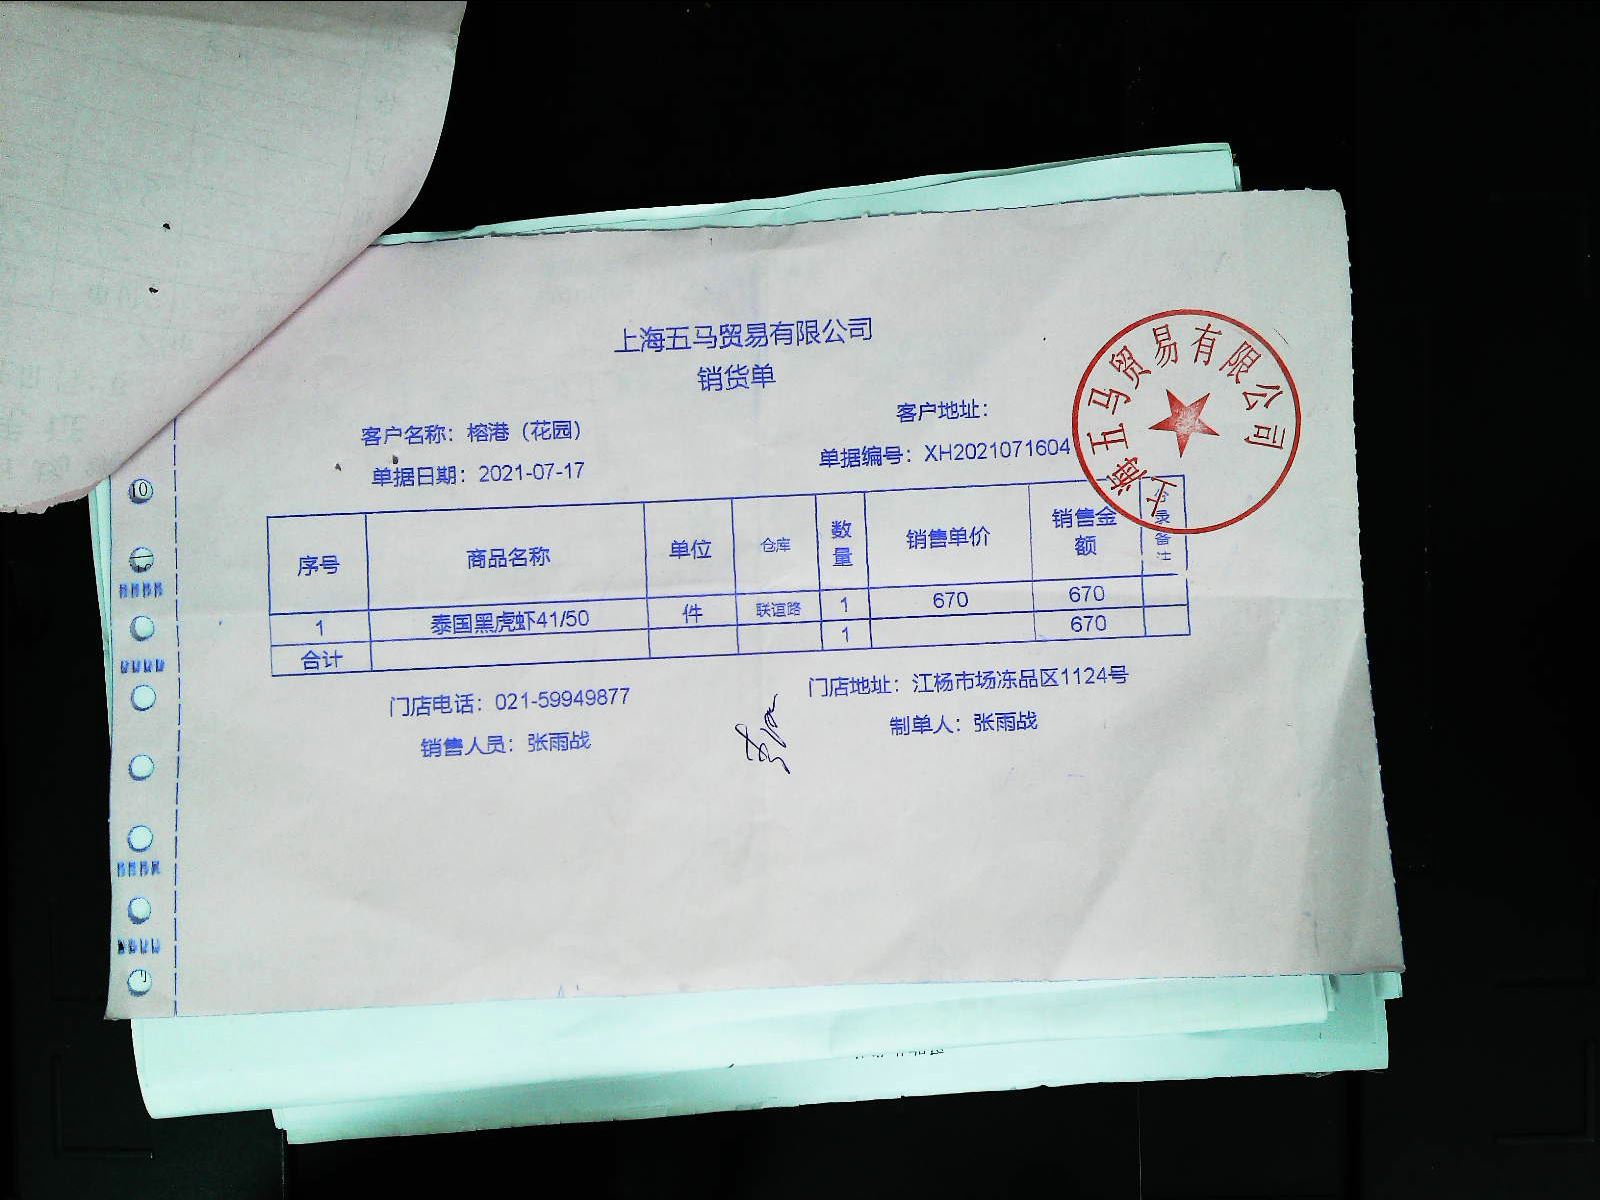 上海五马贸易有限公司
销货单
客户名称：榕港（花园）
客户地址：
单据日期：2021-07-17
单据编号：XH2021071604
序号 商品名称 单位 仓库 数量 销售单价 销售金额 备注
1 泰国黑虎虾41/50 件 联谊路 1 670 670
合计 1 670
门店电话：021-59949877
门店地址：江杨市场冻品区1124号
销售人员：张雨战
制单人：张雨战
上海五马贸易有限公司
10